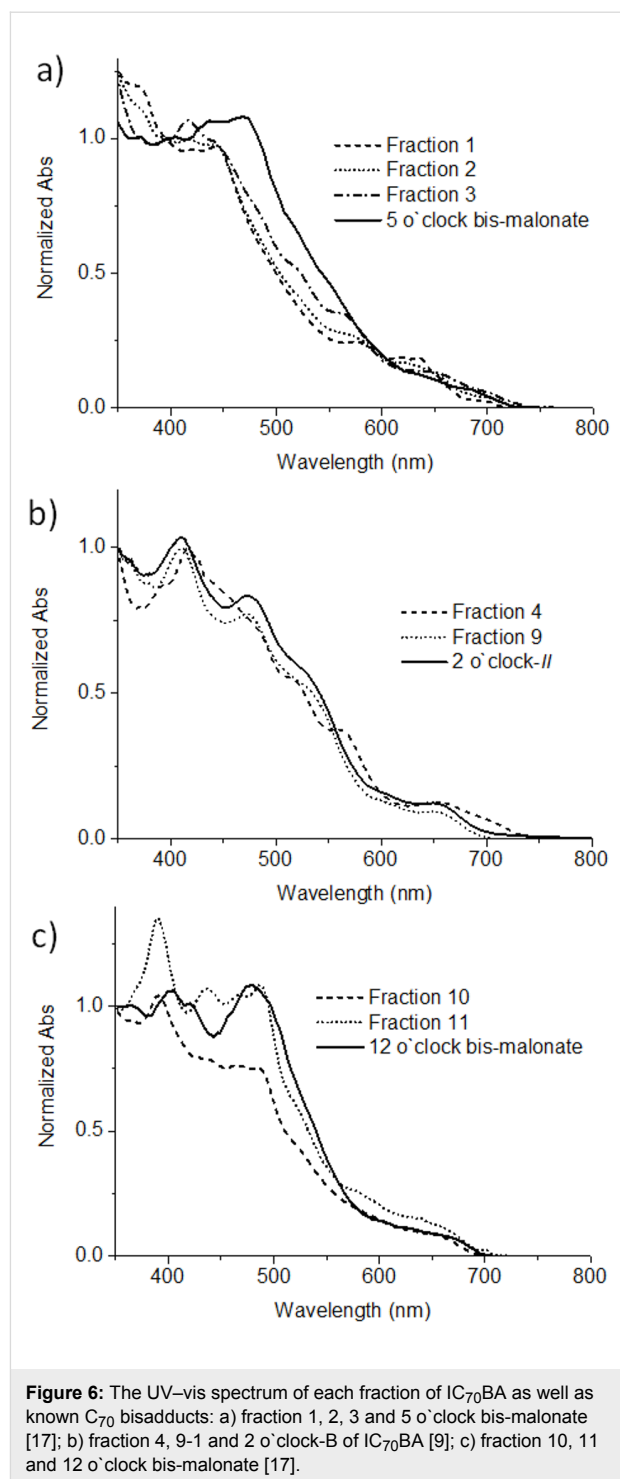 a)
Normalized Abs
1.0
0.5
0.0
Fraction 1
Fraction 2
Fraction 3
5 o`clock bis-malonate
400 500 600 700 800
Wavelength (nm)
b)
Normalized Abs
1.0
0.5
0.0
Fraction 4
Fraction 9
2 o`clock-II
400 500 600 700 800
Wavelength (nm)
c)
Normalized Abs
1.0
0.5
0.0
Fraction 10
Fraction 11
12 o`clock bis-malonate
400 500 600 700 800
Wavelength (nm)
Figure 6: The UV–vis spectrum of each fraction of IC70BA as well as
known C70 bisadducts: a) fraction 1, 2, 3 and 5 o`clock bis-malonate
[17]; b) fraction 4, 9-1 and 2 o`clock-B of IC70BA [9]; c) fraction 10, 11
and 12 o`clock bis-malonate [17].